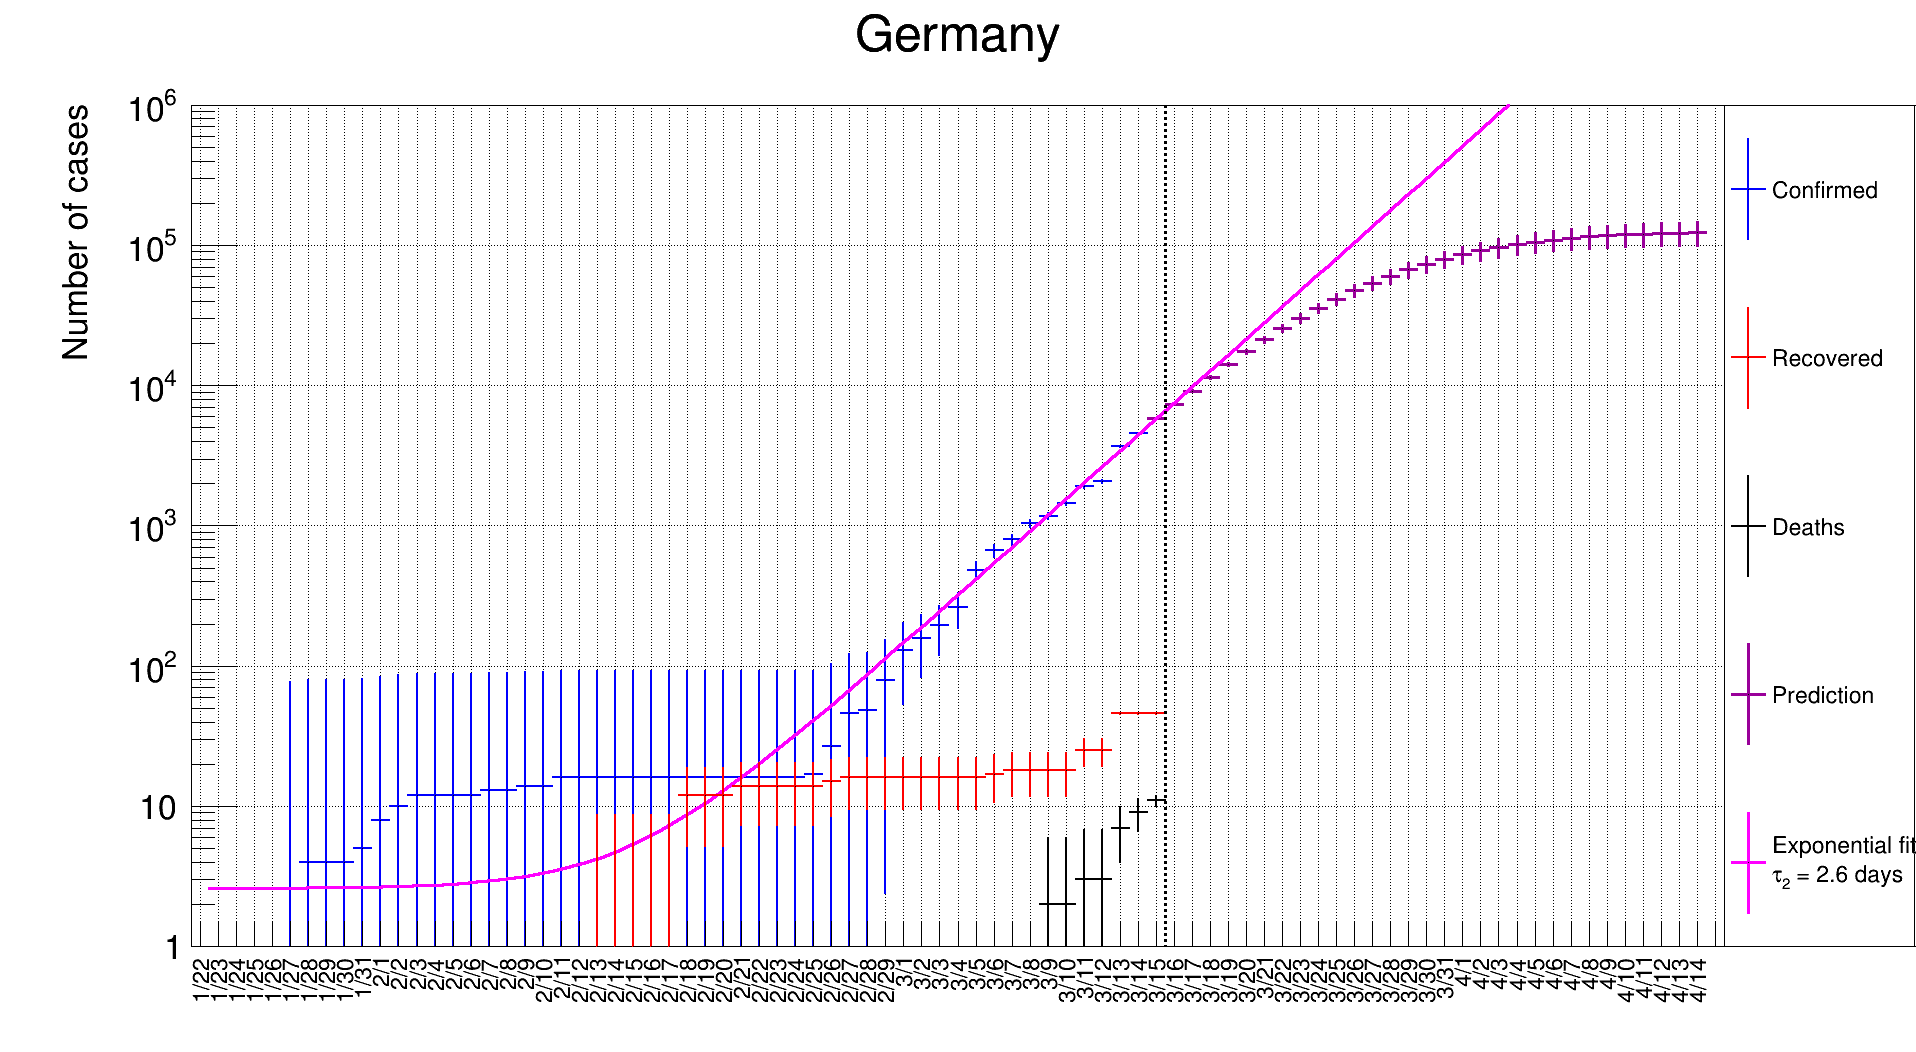 Germany
Number of cases
10^6
10^5
10^4
10^3
10^2
10
1
1/22 1/23 1/24 1/25 1/26 1/27 1/28 1/29 1/30 1/31 2/1 2/2 2/3 2/4 2/5 2/6 2/7 2/8 2/9 2/10 2/11 2/12 2/13 2/14 2/15 2/16 2/17 2/18 2/19 2/20 2/21 2/22 2/23 2/24 2/25 2/26 2/27 2/28 2/29 3/1 3/2 3/3 3/4 3/5 3/6 3/7 3/8 3/9 3/10 3/11 3/12 3/13 3/14 3/15 3/16 3/17 3/18 3/19 3/20 3/21 3/22 3/23 3/24 3/25 3/26 3/27 3/28 3/29 3/30 3/31 4/1 4/2 4/3 4/4 4/5 4/6 4/7 4/8 4/9 4/10 4/11 4/12 4/13 4/14
Confirmed
Recovered
Deaths
Prediction
Exponential fit
τ₂ = 2.6 days